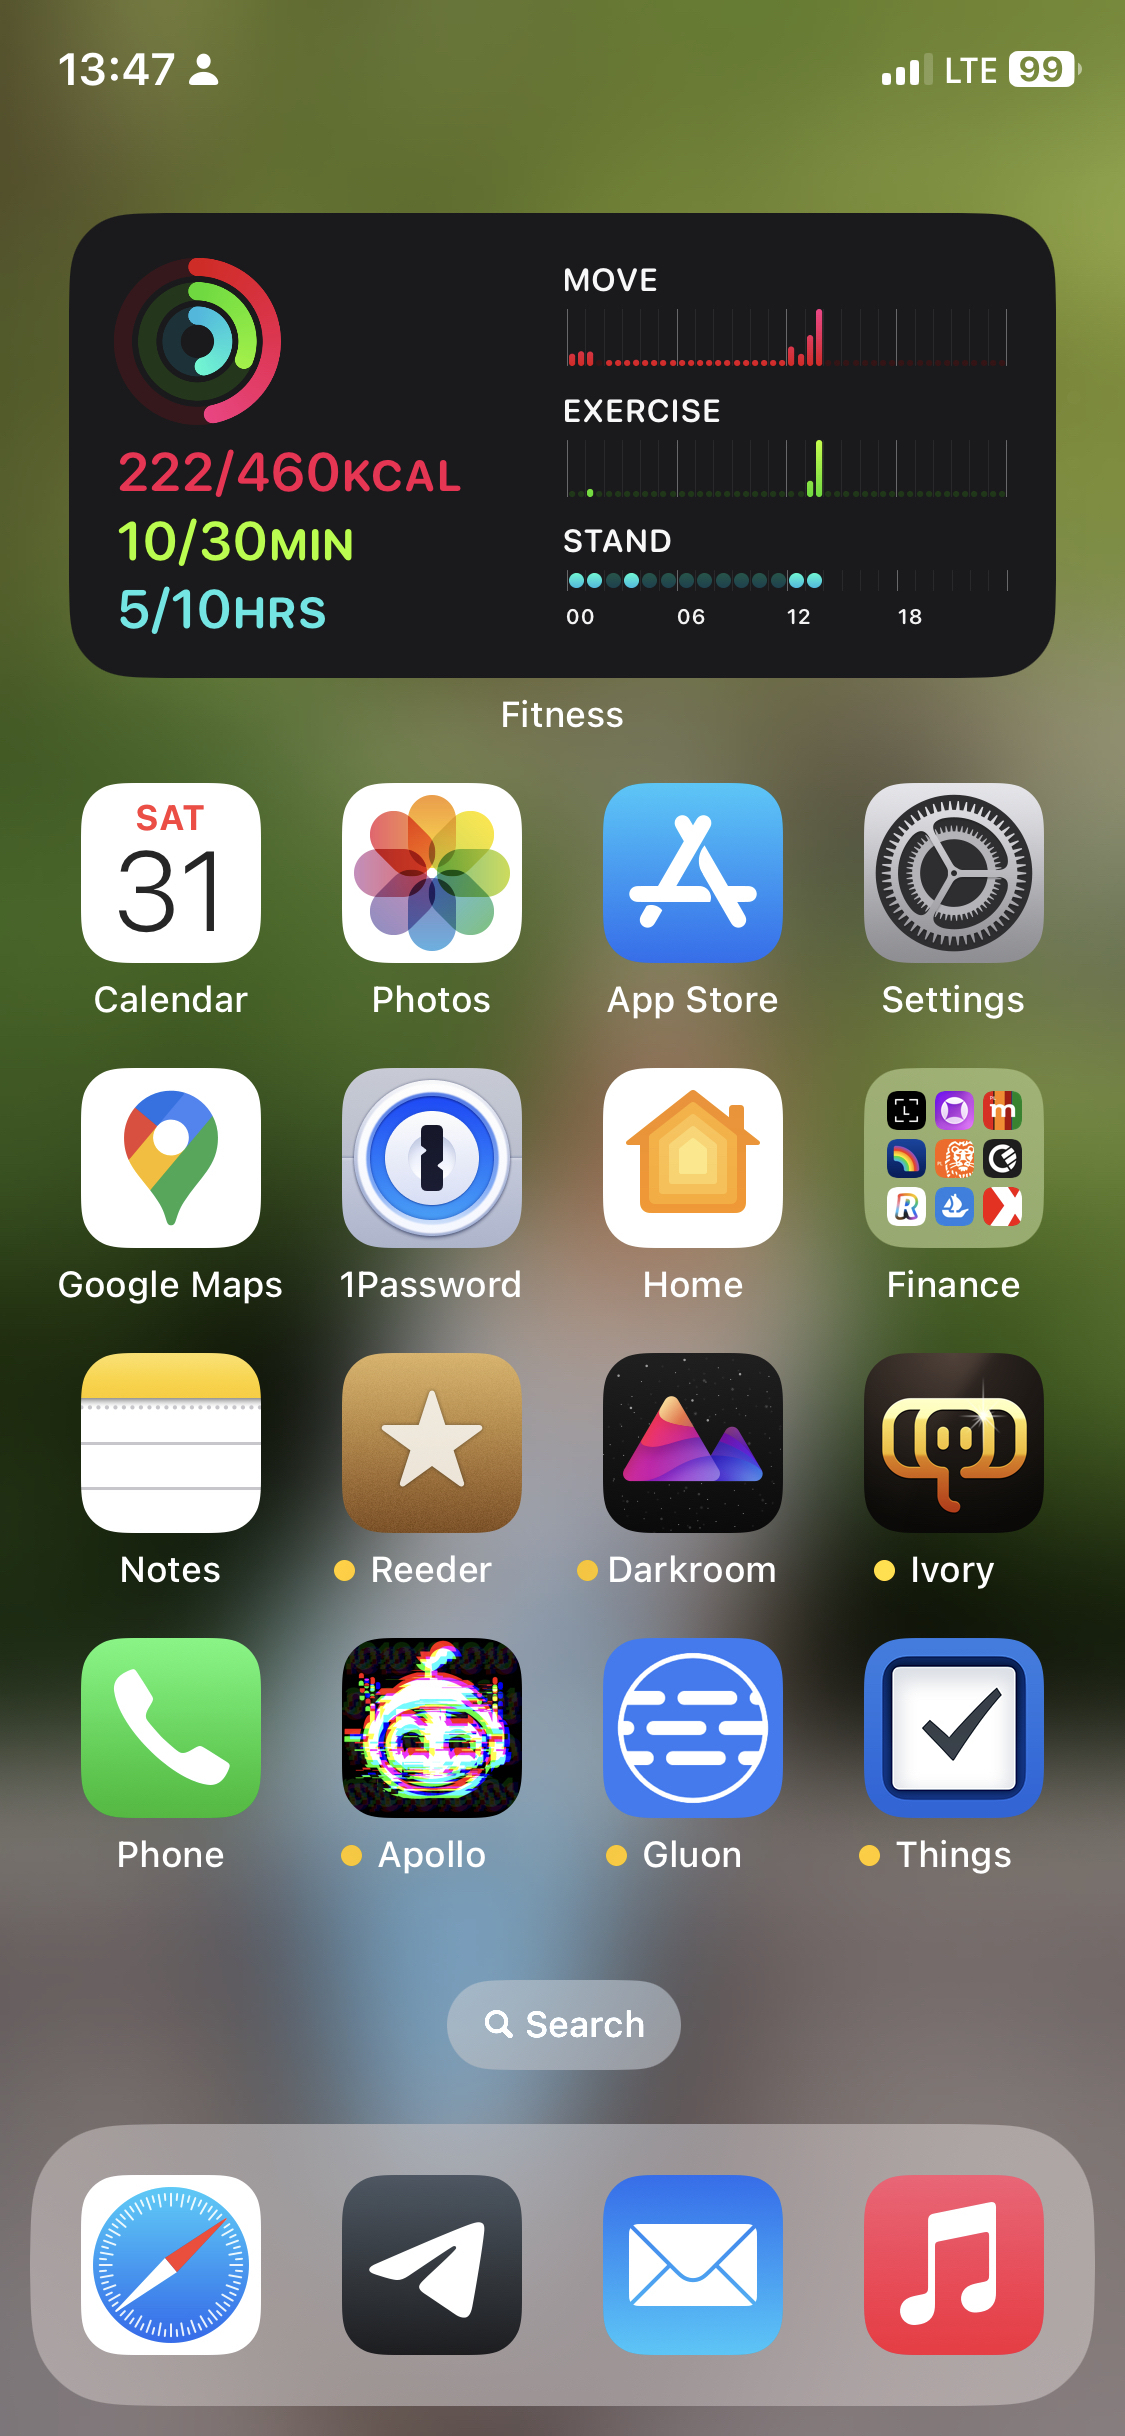 13:47
LTE 99
MOVE
EXERCISE
STAND
00 06 12 18
222/460KCAL
10/30MIN
5/10HRS
Fitness
SAT
31
Calendar
Photos
App Store
Settings
Google Maps
1Password
Home
Finance
Notes
Reeder
Darkroom
Ivory
Phone
Apollo
Gluon
Things
Search